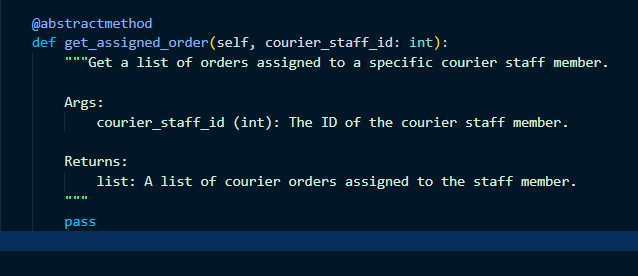 @abstractmethod
def get_assigned_order(self, courier_staff_id: int):
"""Get a list of orders assigned to a specific courier staff member.
Args:
courier_staff_id (int): The ID of the courier staff member.
Returns:
list: A list of courier orders assigned to the staff member.
"""
pass